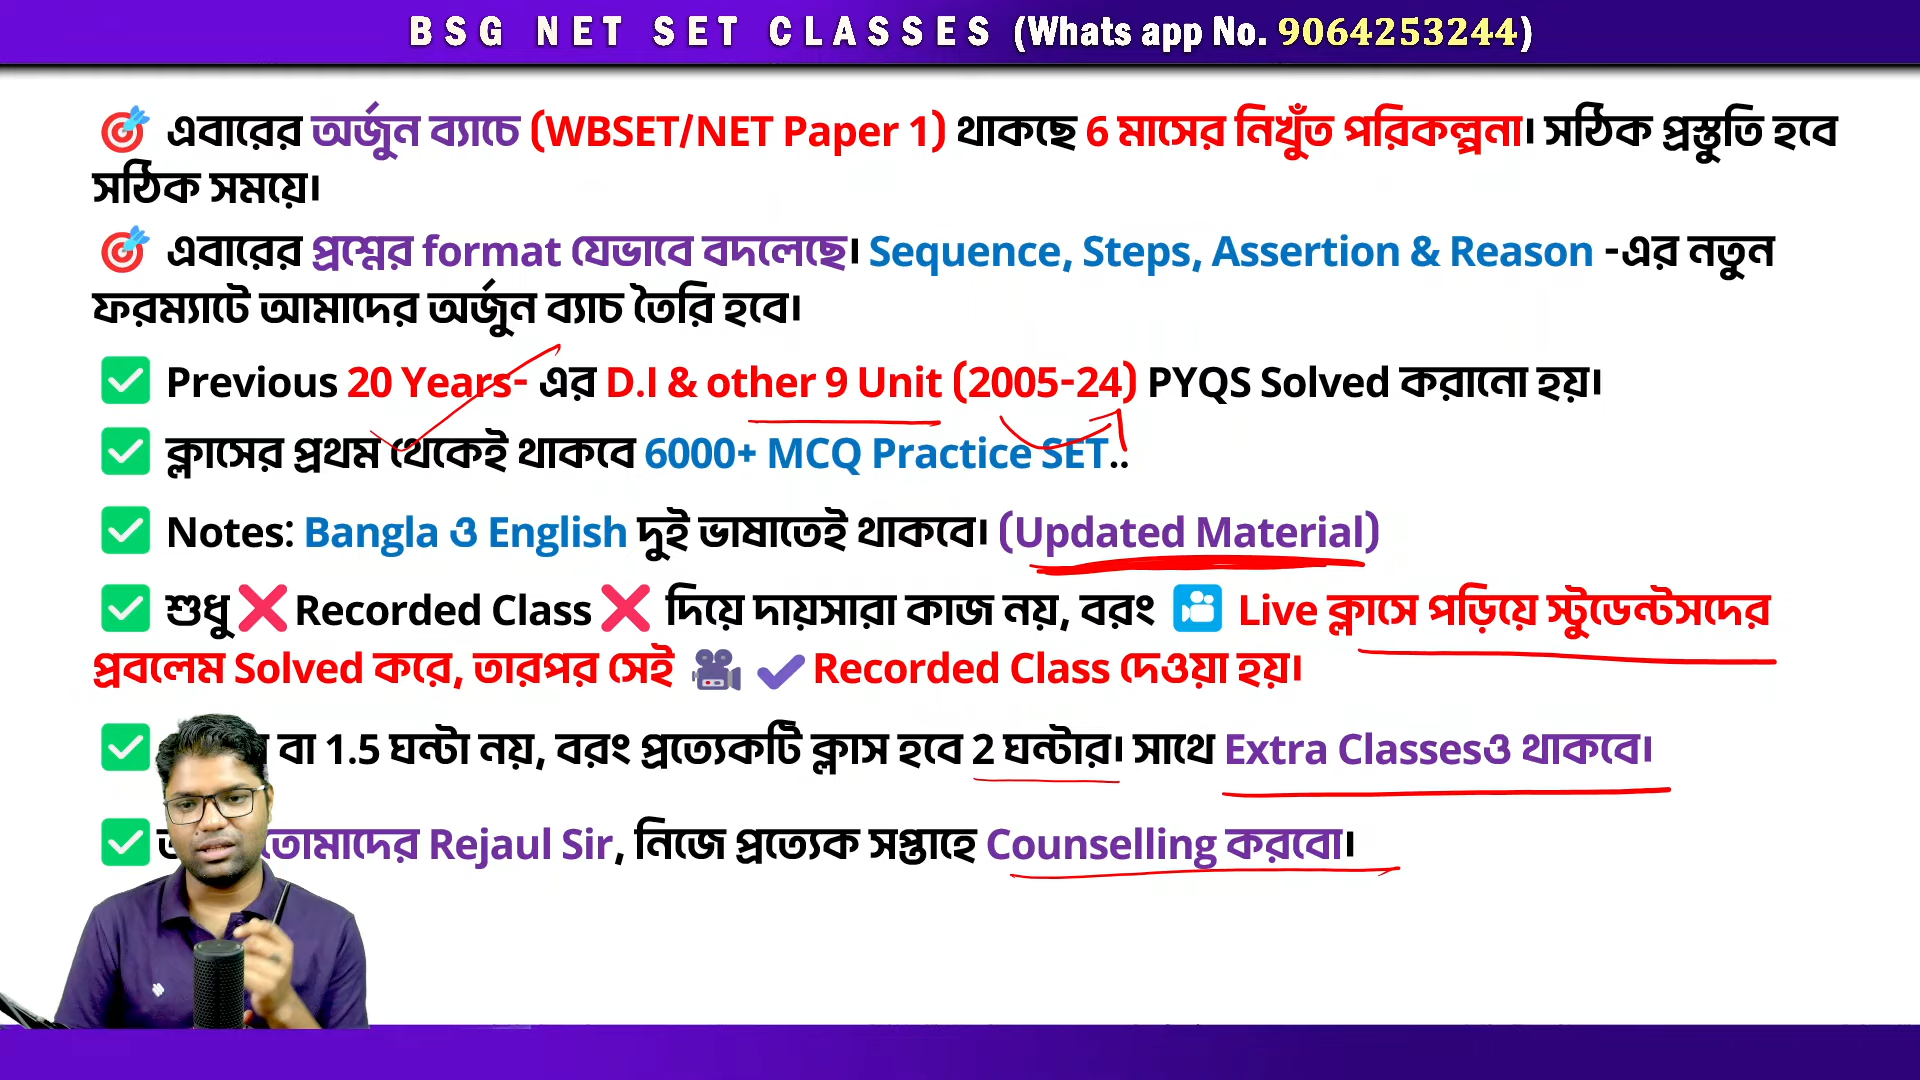 BSG NET SET CLASSES (Whats app No. 9064253244)
এবারের অর্জুন ব্যাচে (WBSET/NET Paper 1) থাকছে 6 মাসের নিখুঁত পরিকল্পনা। সঠিক প্রস্তুতি হবে
সঠিক সময়ে।
এবারের প্রশ্নের format যেভাবে বদলেছে। Sequence, Steps, Assertion & Reason -এর নতুন
ফরম্যাটে আমাদের অর্জুন ব্যাচ তৈরি হবে।
Previous 20 Years- এর D.I & other 9 Unit (2005-24) PYQS Solved করানো হয়।
ক্লাসের প্রথম থেকেই থাকবে 6000+ MCQ Practice SET..
Notes: Bangla ও English দুই ভাষাতেই থাকবে। (Updated Material)
শুধু ❌ Recorded Class ❌ দিয়ে দায়সারা কাজ নয়, বরং Live ক্লাসে পড়িয়ে স্টুডেন্টসদের
প্রবলেম Solved করে, তারপর সেই ✔ Recorded Class দেওয়া হয়।
বা 1.5 ঘন্টা নয়, বরং প্রত্যেকটি ক্লাস হবে 2 ঘন্টার। সাথে Extra Classesও থাকবে।
তোমাদের Rejaul Sir, নিজে প্রত্যেক সপ্তাহে Counselling করবো।